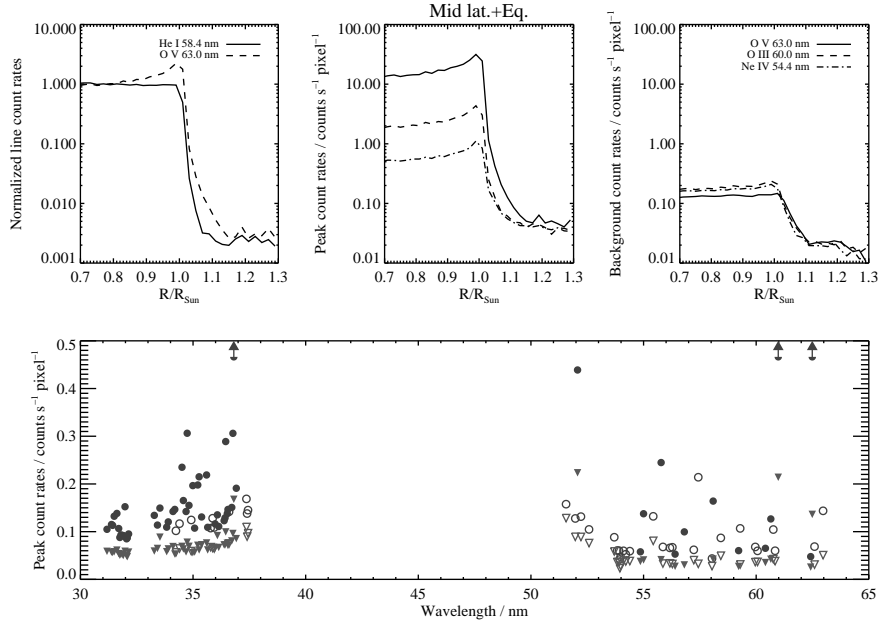 Mid lat.+Eq.
10.000
1.000
0.100
0.010
0.001
Normalized line count rates
He I 58.4 nm
O V 63.0 nm
0.7 0.8 0.9 1.0 1.1 1.2 1.3
R/RSun
100.00
10.00
1.00
0.10
0.01
Peak count rates / counts s−1 pixel−1
0.7 0.8 0.9 1.0 1.1 1.2 1.3
R/RSun
100.00
10.00
1.00
0.10
0.01
Background count rates / counts s−1 pixel−1
O V 63.0 nm
O III 60.0 nm
Ne IV 54.4 nm
0.7 0.8 0.9 1.0 1.1 1.2 1.3
R/RSun
0.5
0.4
0.3
0.2
0.1
0.0
Peak count rates / counts s−1 pixel−1
30 35 40 45 50 55 60 65
Wavelength / nm